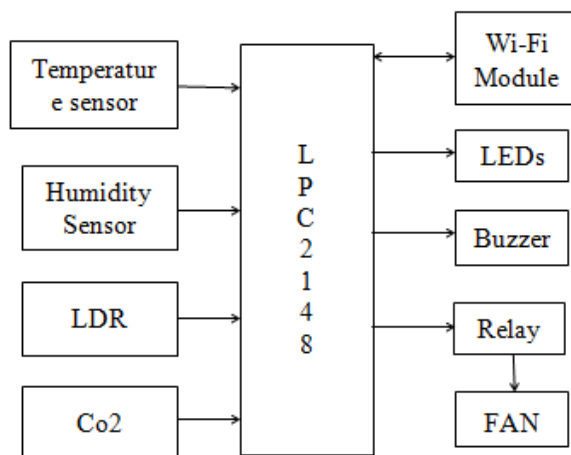 Temperatur
e sensor
Humidity
Sensor
LDR
Co2
L
P
C
2
1
4
8
Wi-Fi
Module
LEDs
Buzzer
Relay
FAN